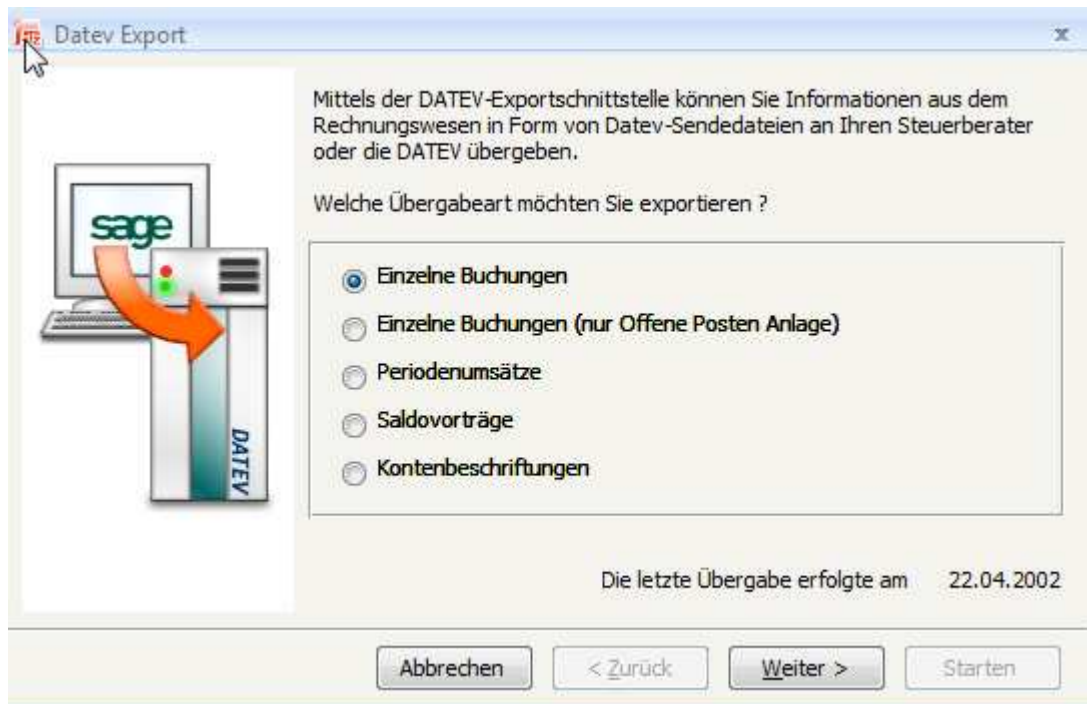 Datev Export
Mittels der DATEV-Exportschnittstelle können Sie Informationen aus dem
Rechnungswesen in Form von Datev-Sendedateien an Ihren Steuerberater
oder die DATEV übergeben.
Welche Übergabeart möchten Sie exportieren ?
sage
DATEV
Einzelne Buchungen
Einzelne Buchungen (nur Offene Posten Anlage)
Periodenumsätze
Saldovorträge
Kontenbeschriftungen
Die letzte Übergabe erfolgte am 22.04.2002
Abbrechen < Zurück Weiter > Starten